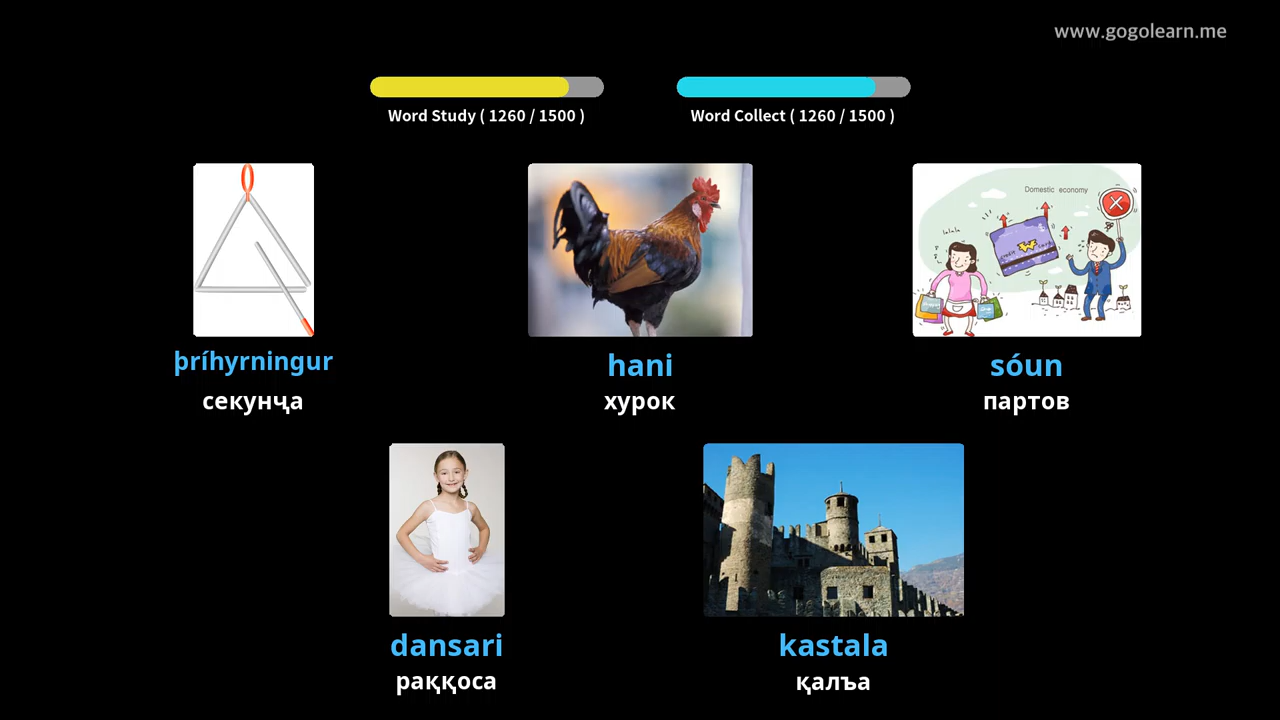 www.gogolearn.me
Word Study ( 1260 / 1500 )
Word Collect ( 1260 / 1500 )
Domestic economy
lalala
þríhyrningur
hani
sóun
секунҷа
хурок
партов
dansari
kastala
раққоса
қалъа